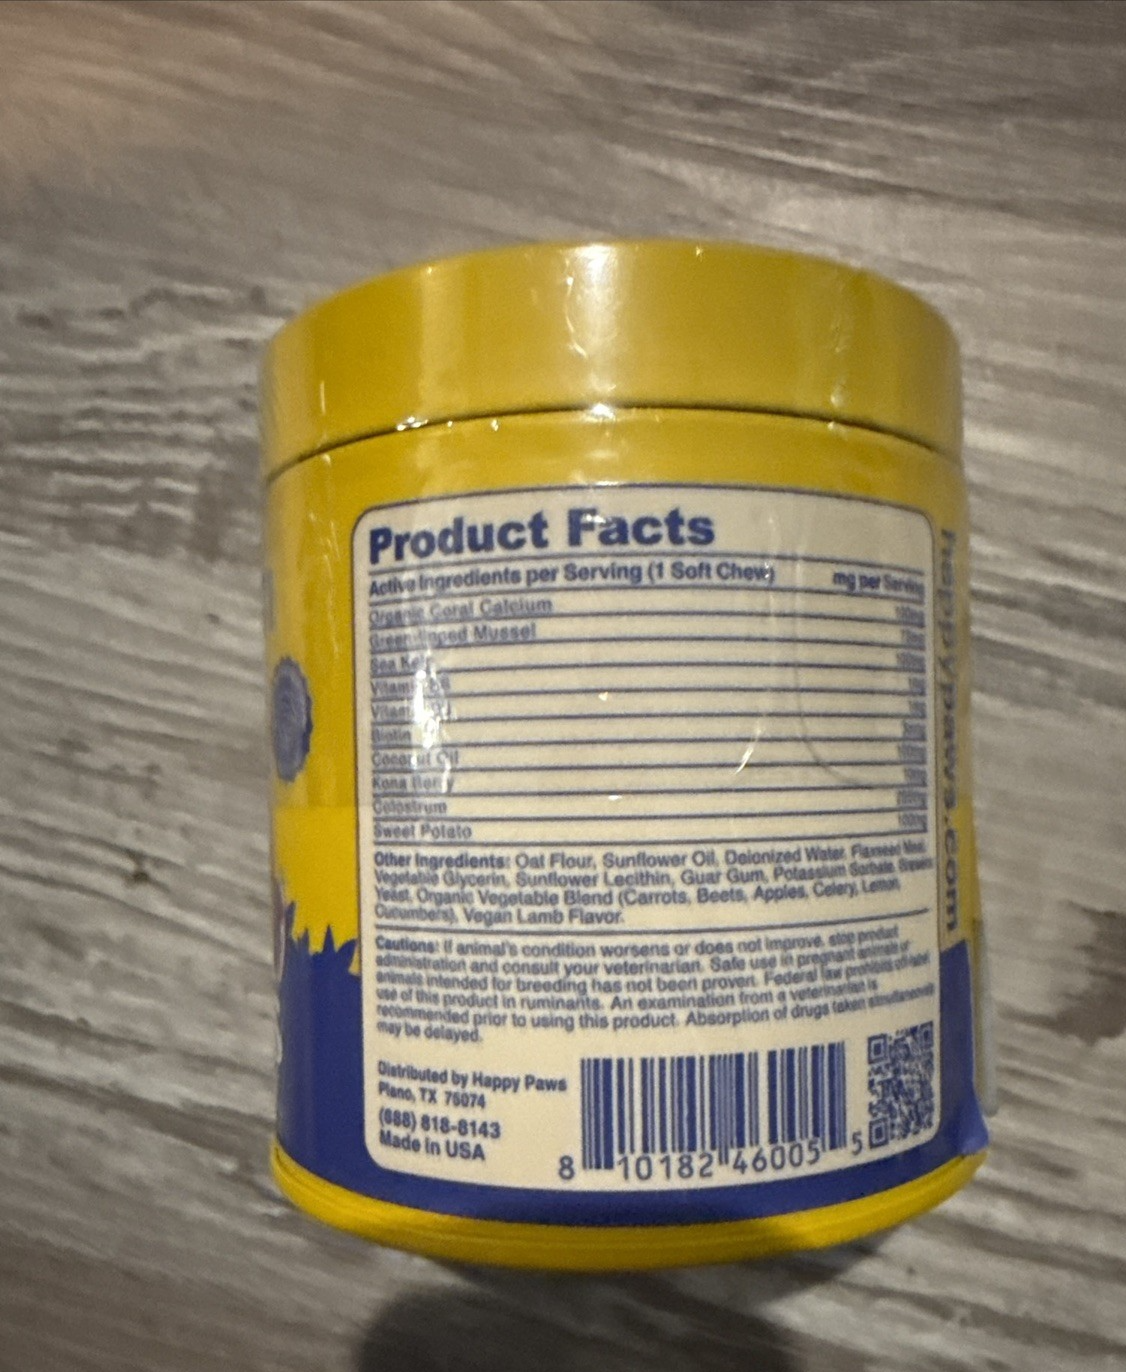 Product Facts
Active Ingredients per Serving (1 Soft Chew) mg per Serving
Organic Coral Calcium
Green-lipped Mussel
Sea
Biotin
Coconut Oil
Kona
Colostrum
Sweet Potato 100mg
Other Ingredients: Oat Flour, Sunflower Oil, Deionized Water, Flaxseed Meal,
Vegetable Glycerin, Sunflower Lecithin, Guar Gum, Potassium Sorbate, Brewers
Yeast, Organic Vegetable Blend (Carrots, Beets, Apples, Celery, Lemon,
Cucumbers), Vegan Lamb Flavor.
Cautions: If animal's condition worsens or does not improve, stop product
administration and consult your veterinarian. Safe use in pregnant animals or
animals intended for breeding has not been proven. Federal law prohibits off-label
use of this product in ruminants. An examination from a veterinarian is
recommended prior to using this product. Absorption of drugs taken simultaneously
may be delayed.
Distributed by Happy Paws
Plano, TX 75074
(888) 818-8143
Made in USA
8 10182 46005 5
happypaws.com